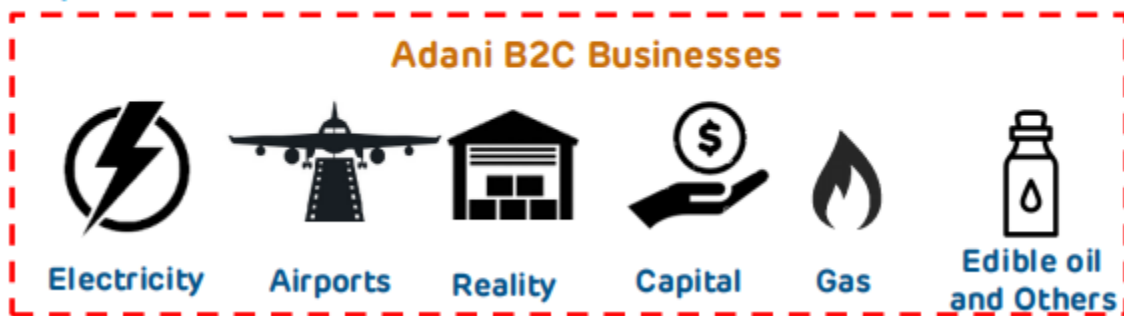 Adani B2C Businesses
$
Electricity
Airports
Reality
Capital
Gas
Edible oil
and Others